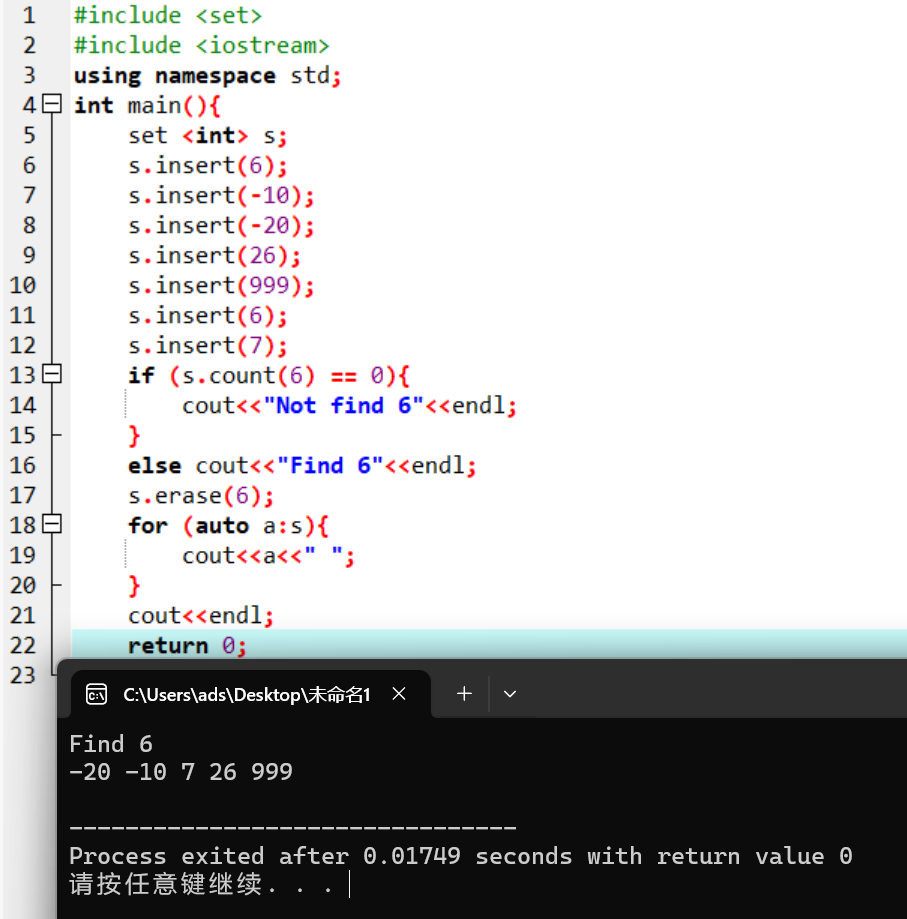 1 #include <set>
2 #include <iostream>
3 using namespace std;
4 int main(){
5     set <int> s;
6     s.insert(6);
7     s.insert(-10);
8     s.insert(-20);
9     s.insert(26);
10     s.insert(999);
11     s.insert(6);
12     s.insert(7);
13     if (s.count(6) == 0){
14         cout<<"Not find 6"<<endl;
15     }
16     else cout<<"Find 6"<<endl;
17     s.erase(6);
18     for (auto a:s){
19         cout<<a<<" ";
20     }
21     cout<<endl;
22     return 0;
23
C:\Users\ads\Desktop\未命名1
Find 6
-20 -10 7 26 999
--------------------------------
Process exited after 0.01749 seconds with return value 0
请按任意键继续. . .